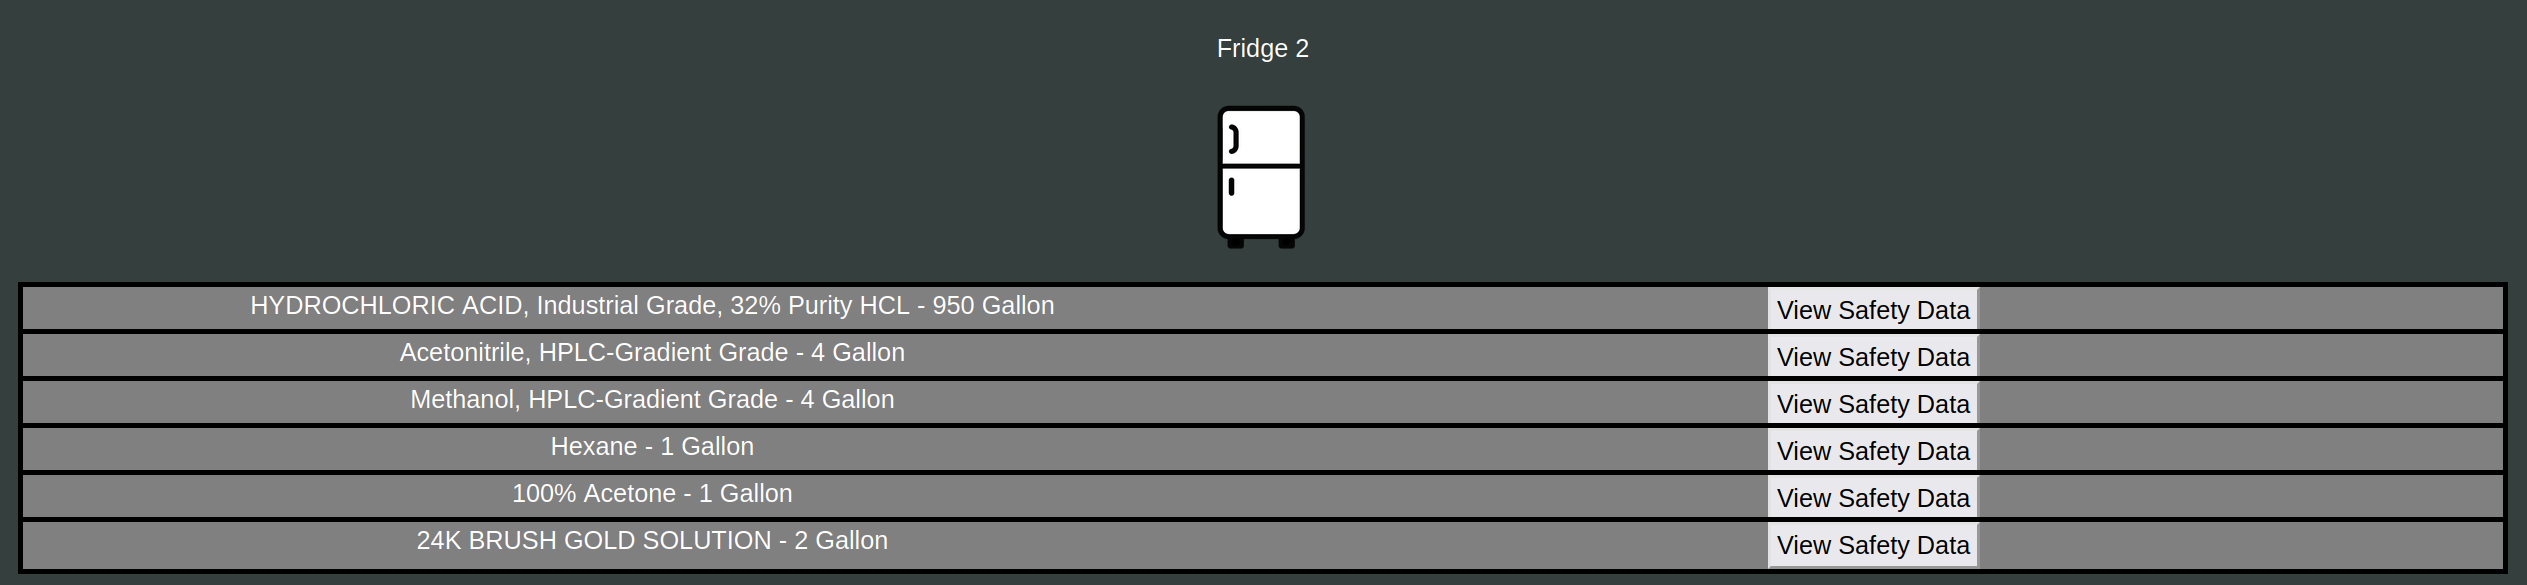 Fridge 2
HYDROCHLORIC ACID, Industrial Grade, 32% Purity HCL - 950 Gallon View Safety Data
Acetonitrile, HPLC-Gradient Grade - 4 Gallon View Safety Data
Methanol, HPLC-Gradient Grade - 4 Gallon View Safety Data
Hexane - 1 Gallon View Safety Data
100% Acetone - 1 Gallon View Safety Data
24K BRUSH GOLD SOLUTION - 2 Gallon View Safety Data